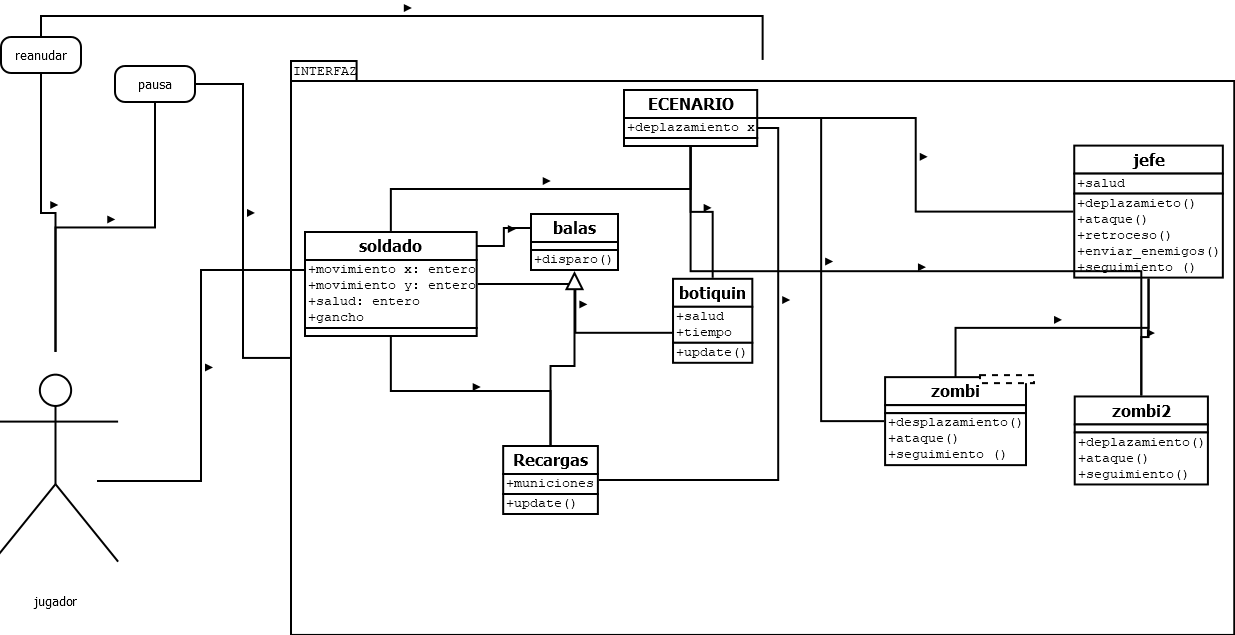 reanudar
pausa
INTERFAZ
ECENARIO
+deplazamiento x
jefe
+salud
+deplazamieto()
+ataque()
+retroceso()
+enviar_enemigos()
+seguimiento ()
balas
+disparo()
soldado
+movimiento x: entero
+movimiento y: entero
+salud: entero
+gancho
botiquin
+salud
+tiempo
+update()
zombi
+desplazamiento()
+ataque()
+seguimiento ()
zombi2
+deplazamiento()
+ataque()
+seguimiento()
Recargas
+municiones
+update()
jugador